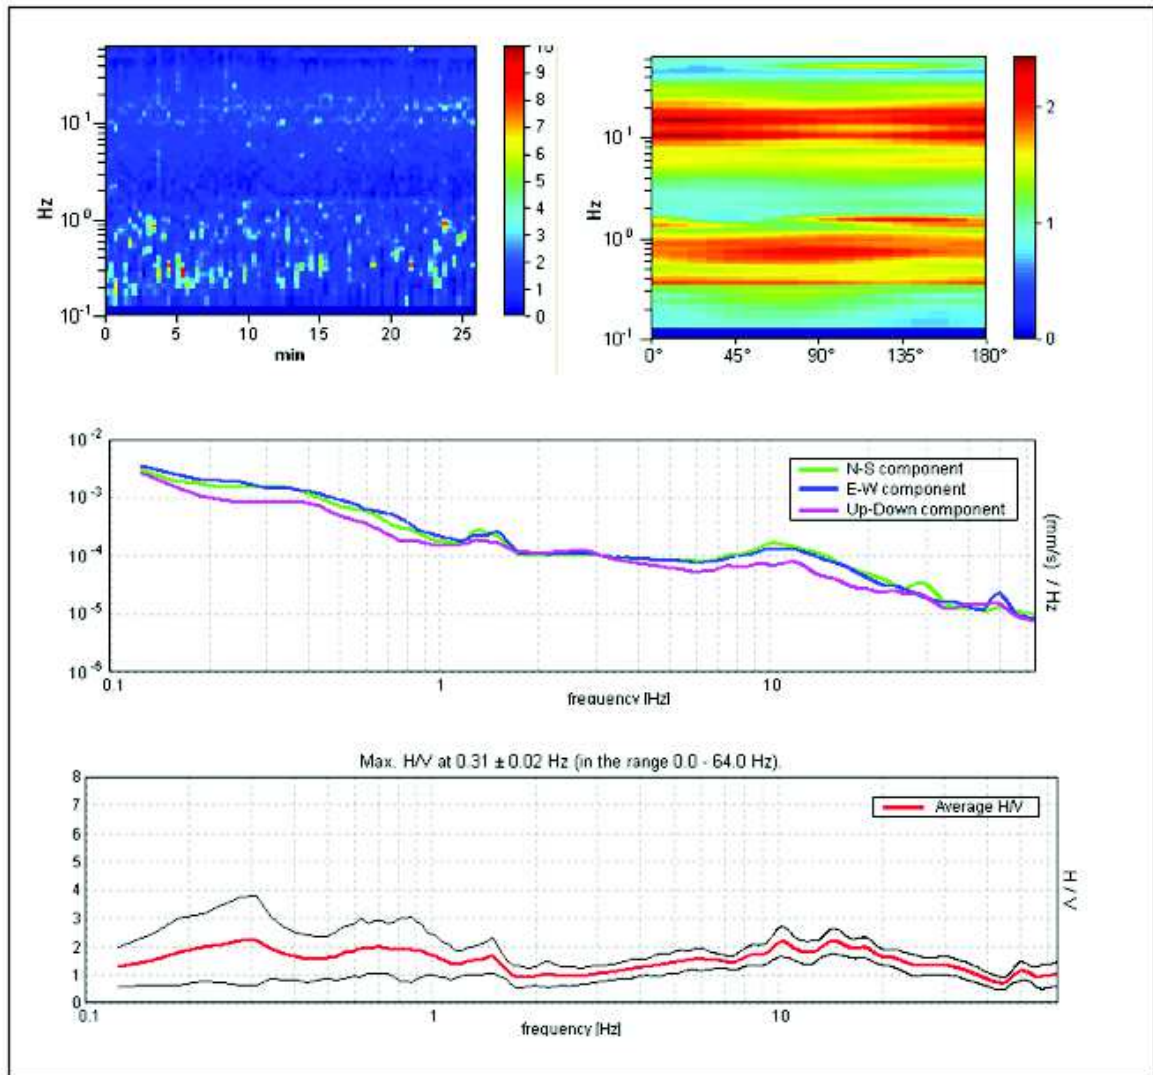 10
9
8
7
6
5
4
3
2
1
0
Hz
10¹
10⁰
10⁻¹
0 5 10 15 20 25
min
2
1
0
Hz
10¹
10⁰
10⁻¹
0° 45° 90° 135° 180°
10⁻²
10⁻³
10⁻⁴
10⁻⁵
10⁻⁶
N-S component
E-W component
Up-Down component
(mm/s) / Hz
0.1 1 10
frequency [Hz]
Max. H/V at 0.31 ± 0.02 Hz (in the range 0.0 - 64.0 Hz).
8
7
6
5
4
3
2
1
0
Average H/V
H / V
0.1 1 10
frequency [Hz]